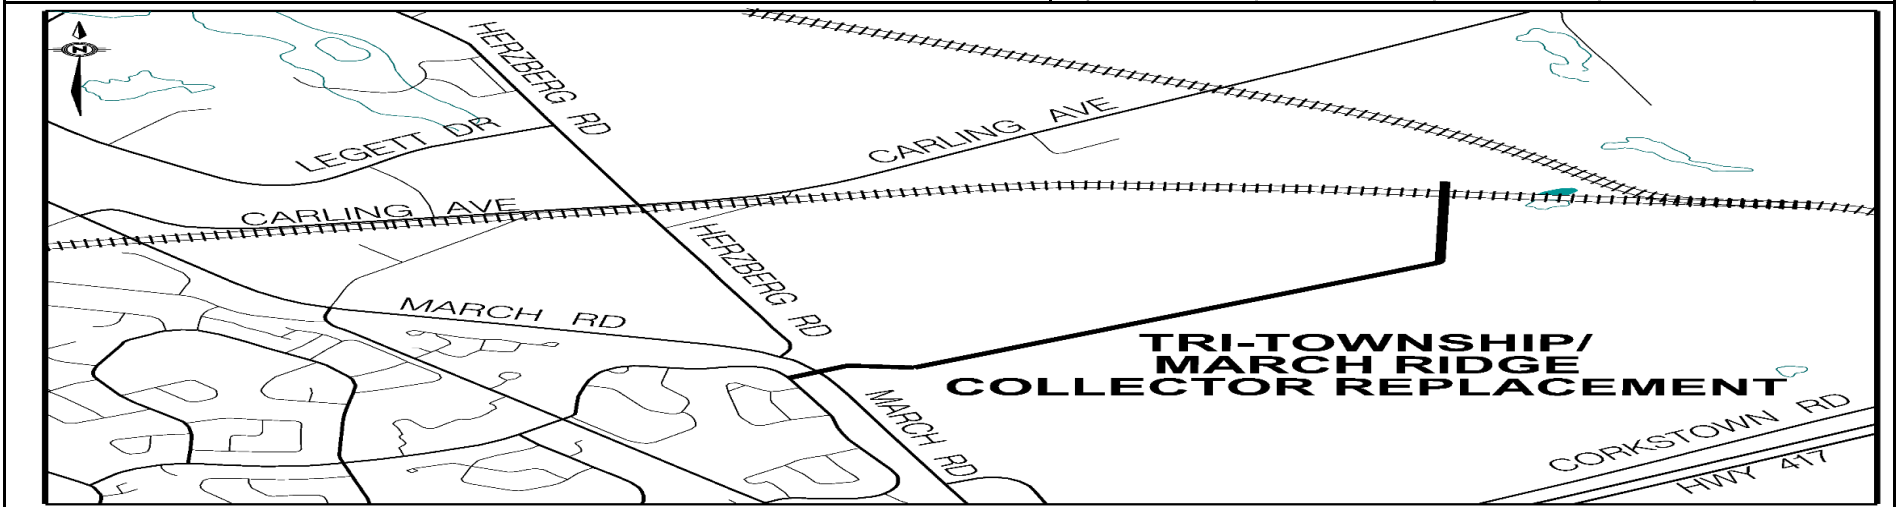 N
HERZBERG RD
LEGETT DR
CARLING AVE
CARLING AVE
HERZBERG RD
MARCH RD
TRI-TOWNSHIP/
MARCH RIDGE
COLLECTOR REPLACEMENT
MARCH RD
CORKSTOWN RD
HWY 417